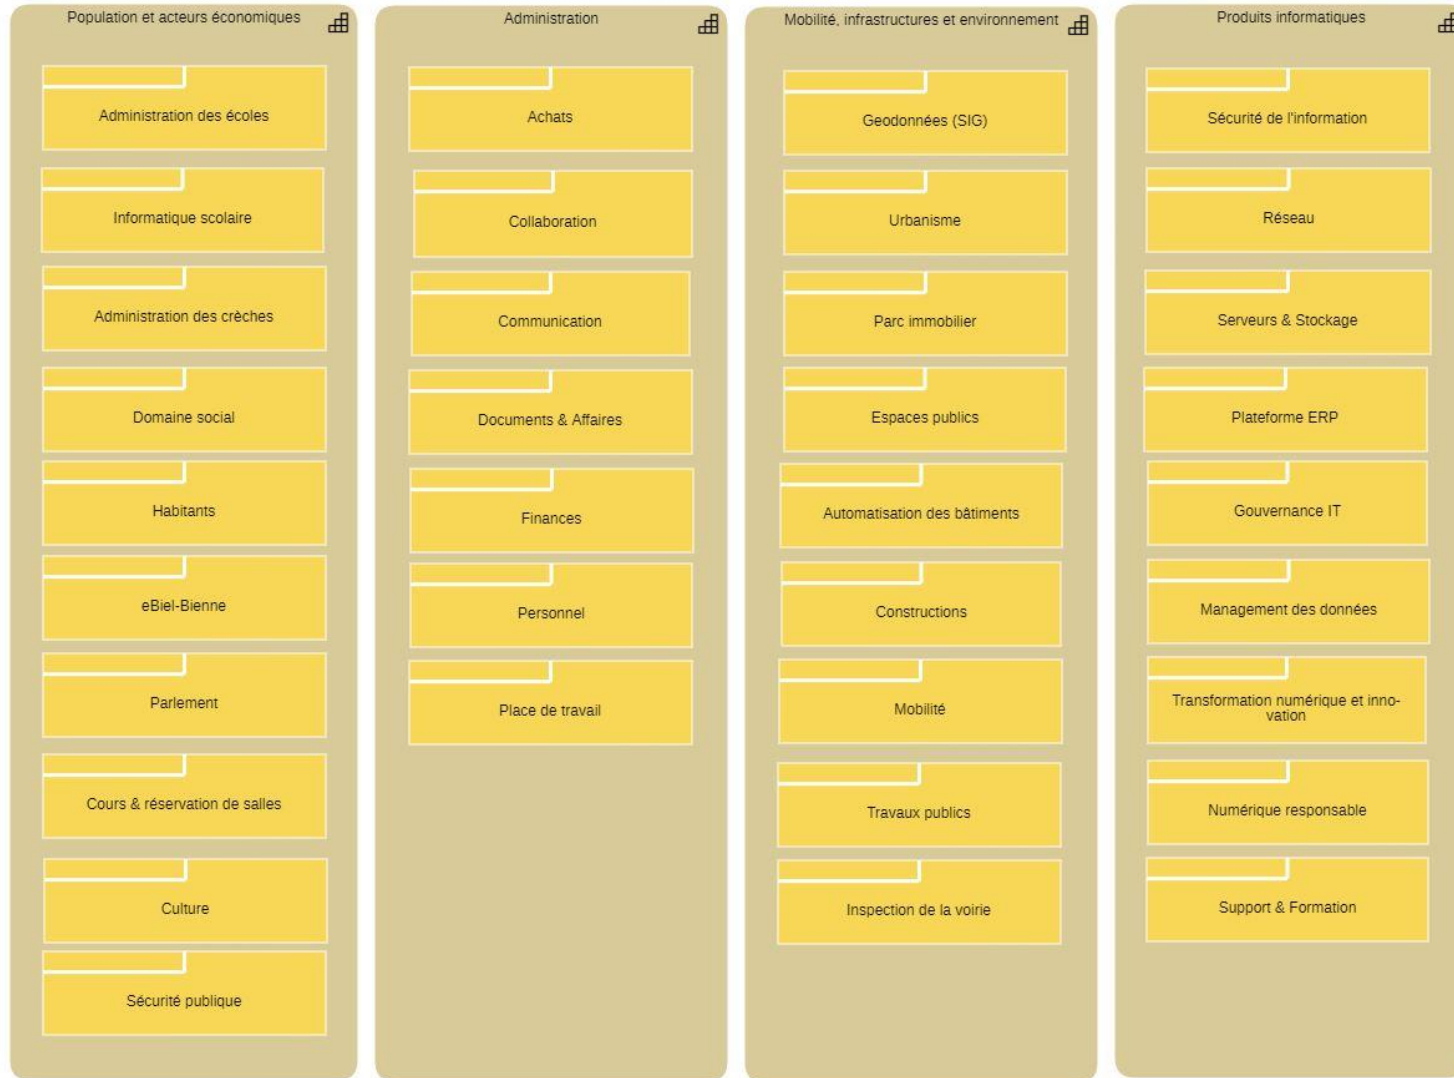 Population et acteurs économiques
Administration des écoles
Informatique scolaire
Administration des crèches
Domaine social
Habitants
eBiel-Bienne
Parlement
Cours & réservation de salles
Culture
Sécurité publique
Administration
Achats
Collaboration
Communication
Documents & Affaires
Finances
Personnel
Place de travail
Mobilité, infrastructures et environnement
Geodonnées (SIG)
Urbanisme
Parc immobilier
Espaces publics
Automatisation des bâtiments
Constructions
Mobilité
Travaux publics
Inspection de la voirie
Produits informatiques
Sécurité de l'information
Réseau
Serveurs & Stockage
Plateforme ERP
Gouvernance IT
Management des données
Transformation numérique et inno-
vation
Numérique responsable
Support & Formation